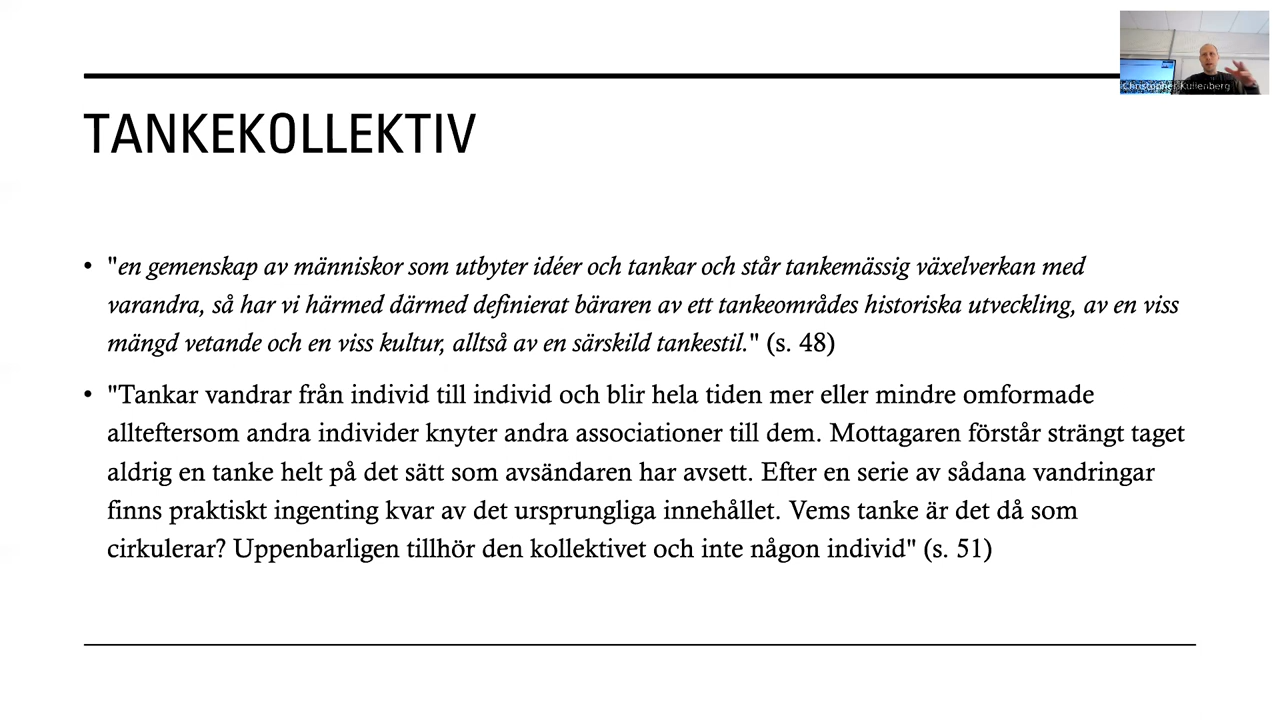 Christopher Kullenberg
TANKEKOLLEKTIV
• "en gemenskap av människor som utbyter idéer och tankar och står tankemässig växelverkan med
varandra, så har vi härmed därmed definierat bäraren av ett tankeområdes historiska utveckling, av en viss
mängd vetande och en viss kultur, alltså av en särskild tankestil." (s. 48)
• "Tankar vandrar från individ till individ och blir hela tiden mer eller mindre omformade
allteftersom andra individer knyter andra associationer till dem. Mottagaren förstår strängt taget
aldrig en tanke helt på det sätt som avsändaren har avsett. Efter en serie av sådana vandringar
finns praktiskt ingenting kvar av det ursprungliga innehållet. Vems tanke är det då som
cirkulerar? Uppenbarligen tillhör den kollektivet och inte någon individ" (s. 51)